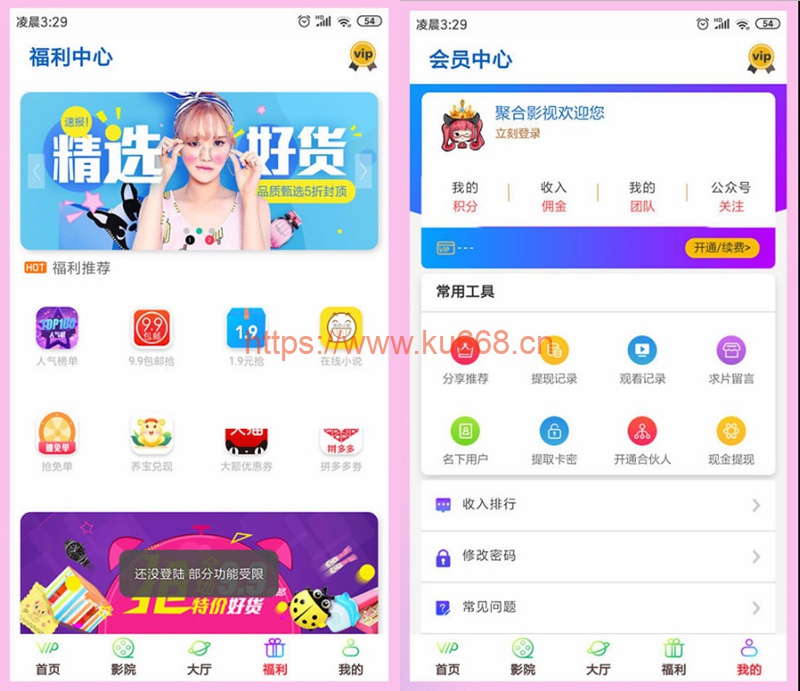 凌晨3:29
HD
54
福利中心
vip
速报!
精选
好货
品质甄选5折封顶
1
2
3
HOT 福利推荐
TOP100
人气榜
9.9
包邮
1.9
人气榜单
9.9包邮抢
1.9元抢
在线小说
抢免单
天猫
拼多多
抢免单
养宝兑现
大额优惠券
拼多多券
还没登陆 部分功能受限
特价好货
VIP
首页
影院
大厅
福利
我的
凌晨3:29
HD
54
会员中心
vip
聚合影视欢迎您
立刻登录
我的
收入
我的
公众号
积分
佣金
团队
关注
VIP ---
开通/续费>
常用工具
分享推荐
提现记录
观看记录
求片留言
名下用户
提取卡密
开通合伙人
现金提现
收入排行
修改密码
常见问题
VIP
首页
影院
大厅
福利
我的
https://www.ku668.cn